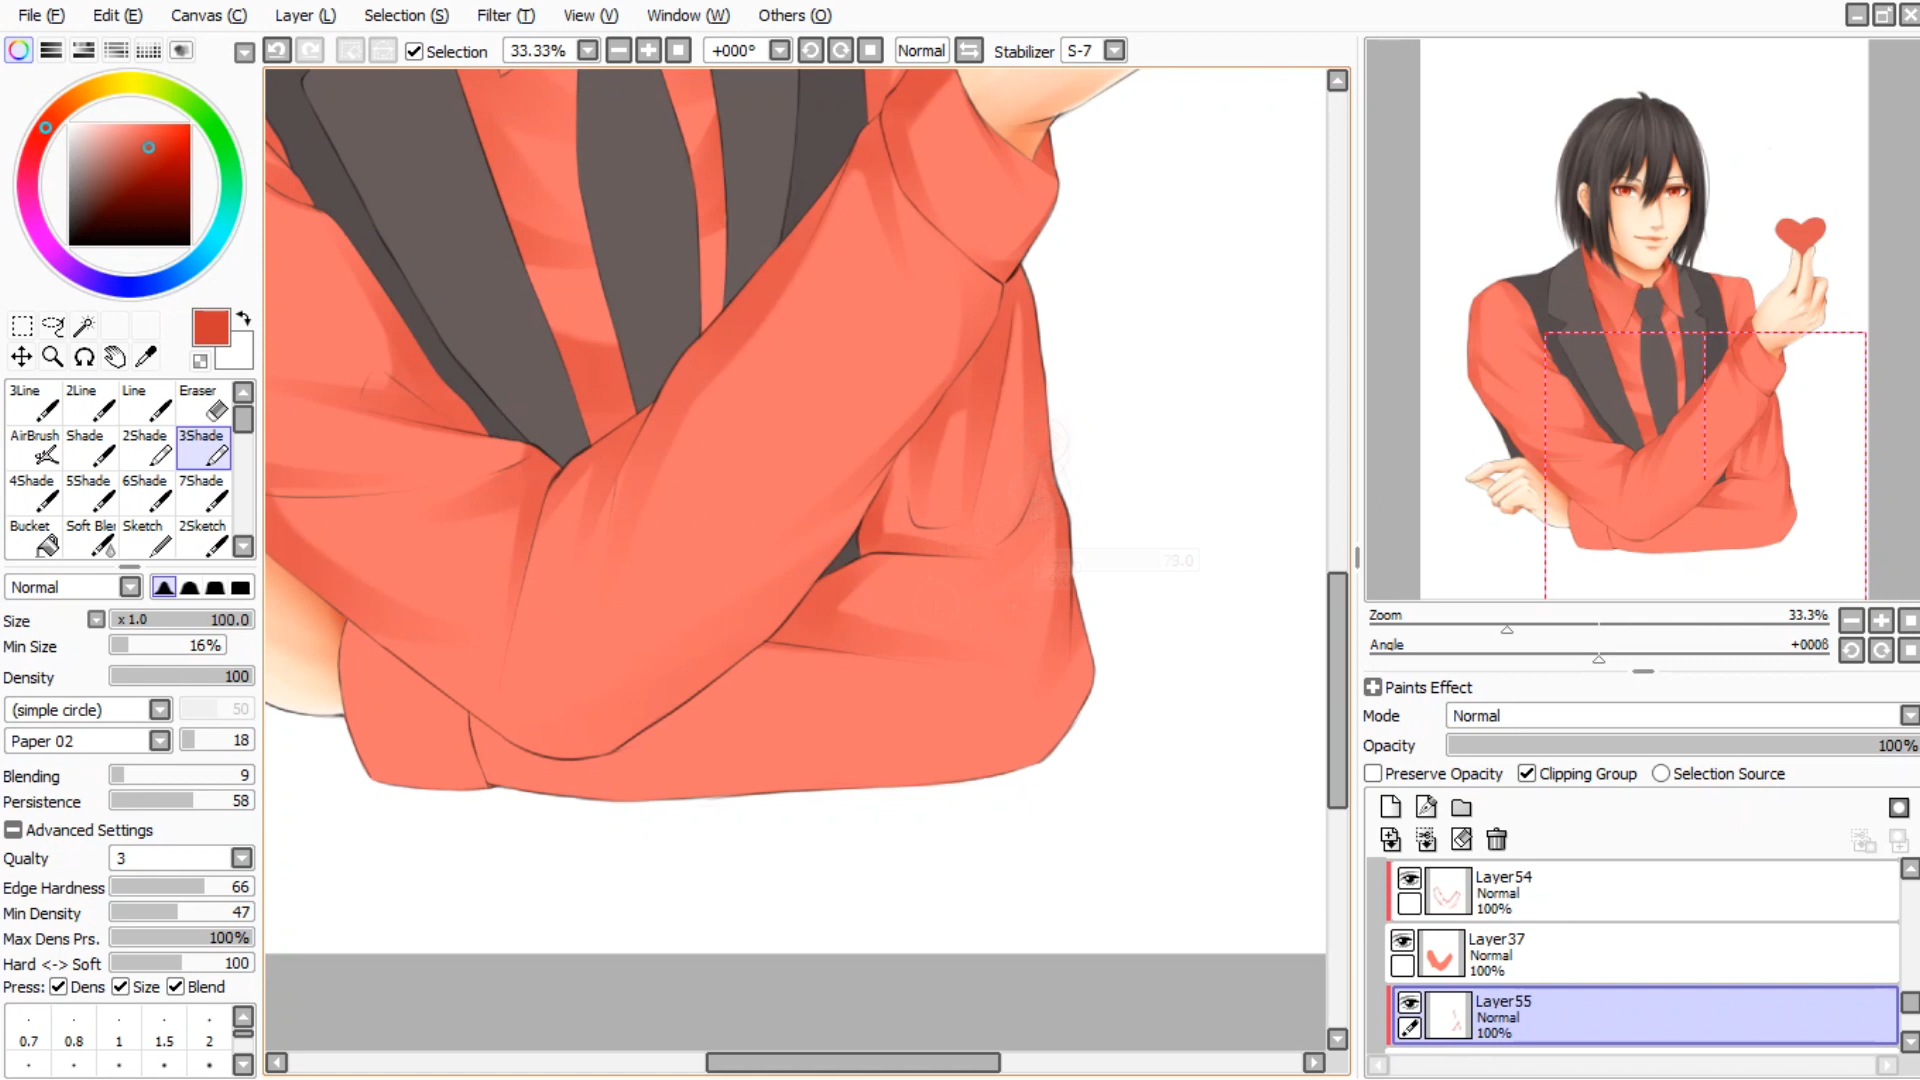 File (F) Edit (E) Canvas (C) Layer (L) Selection (S) Filter (T) View (V) Window (W) Others (O)
Selection 33.33% +000° Normal Stabilizer S-7
3Line 2Line Line Eraser
AirBrush Shade 2Shade 3Shade
4Shade 5Shade 6Shade 7Shade
Bucket Soft Ble Sketch 2Sketch
Normal
Size x 1.0 100.0
Min Size 16%
Density 100
(simple circle) 50
Paper 02 18
Blending 9
Persistence 58
Advanced Settings
Qualty 3
Edge Hardness 66
Min Density 47
Max Dens Prs. 100%
Hard <-> Soft 100
Press: Dens Size Blend
0.7 0.8 1 1.5 2
79.0
Zoom 33.3%
Angle +000ß
Paints Effect
Mode Normal
Opacity 100%
Preserve Opacity Clipping Group Selection Source
Layer54
Normal
100%
Layer37
Normal
100%
Layer55
Normal
100%